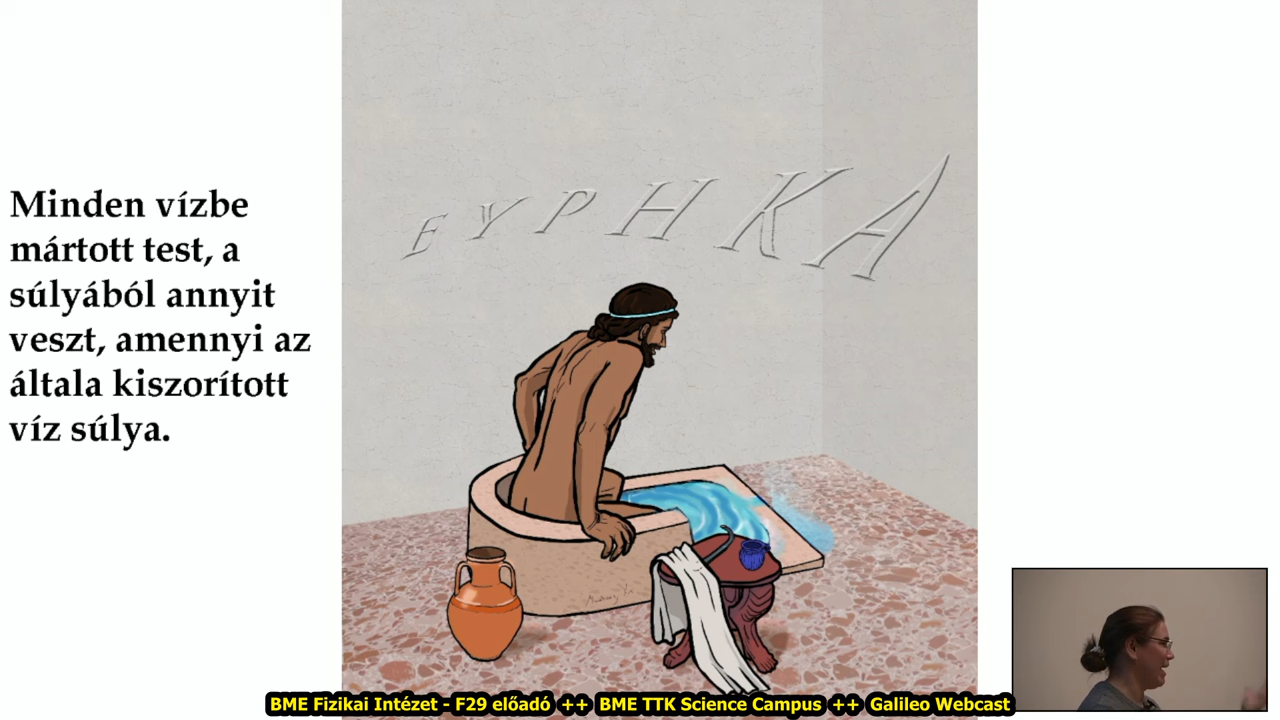 Minden vízbe
mártott test, a
súlyából annyit
veszt, amennyi az
általa kiszorított
víz súlya.
ΕΥΡΗΚΑ
BME Fizikai Intézet - F29 előadó ++ BME TTK Science Campus ++ Galileo Webcast